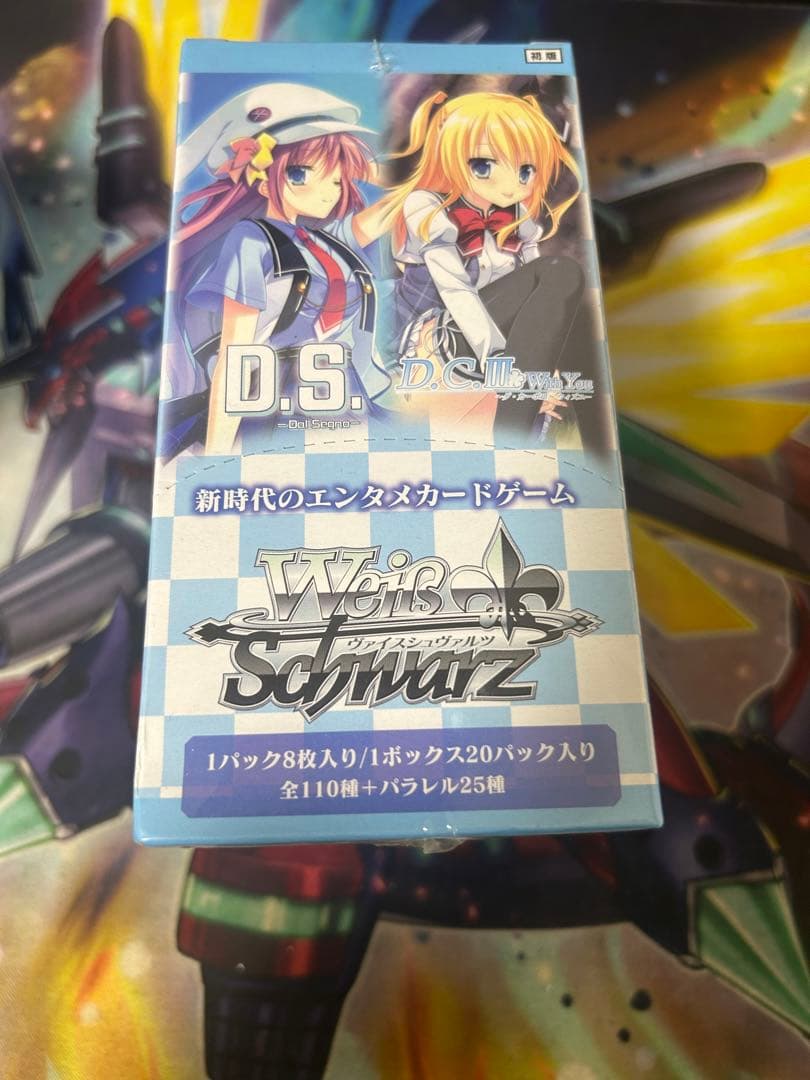 初版
D.S.
-Dal Segno-
D.C.III With You
新時代のエンタメカードゲーム
Weiß
ヴァイスシュヴァルツ
Schwarz
1パック8枚入り/1ボックス20パック入り
全110種+パラレル25種